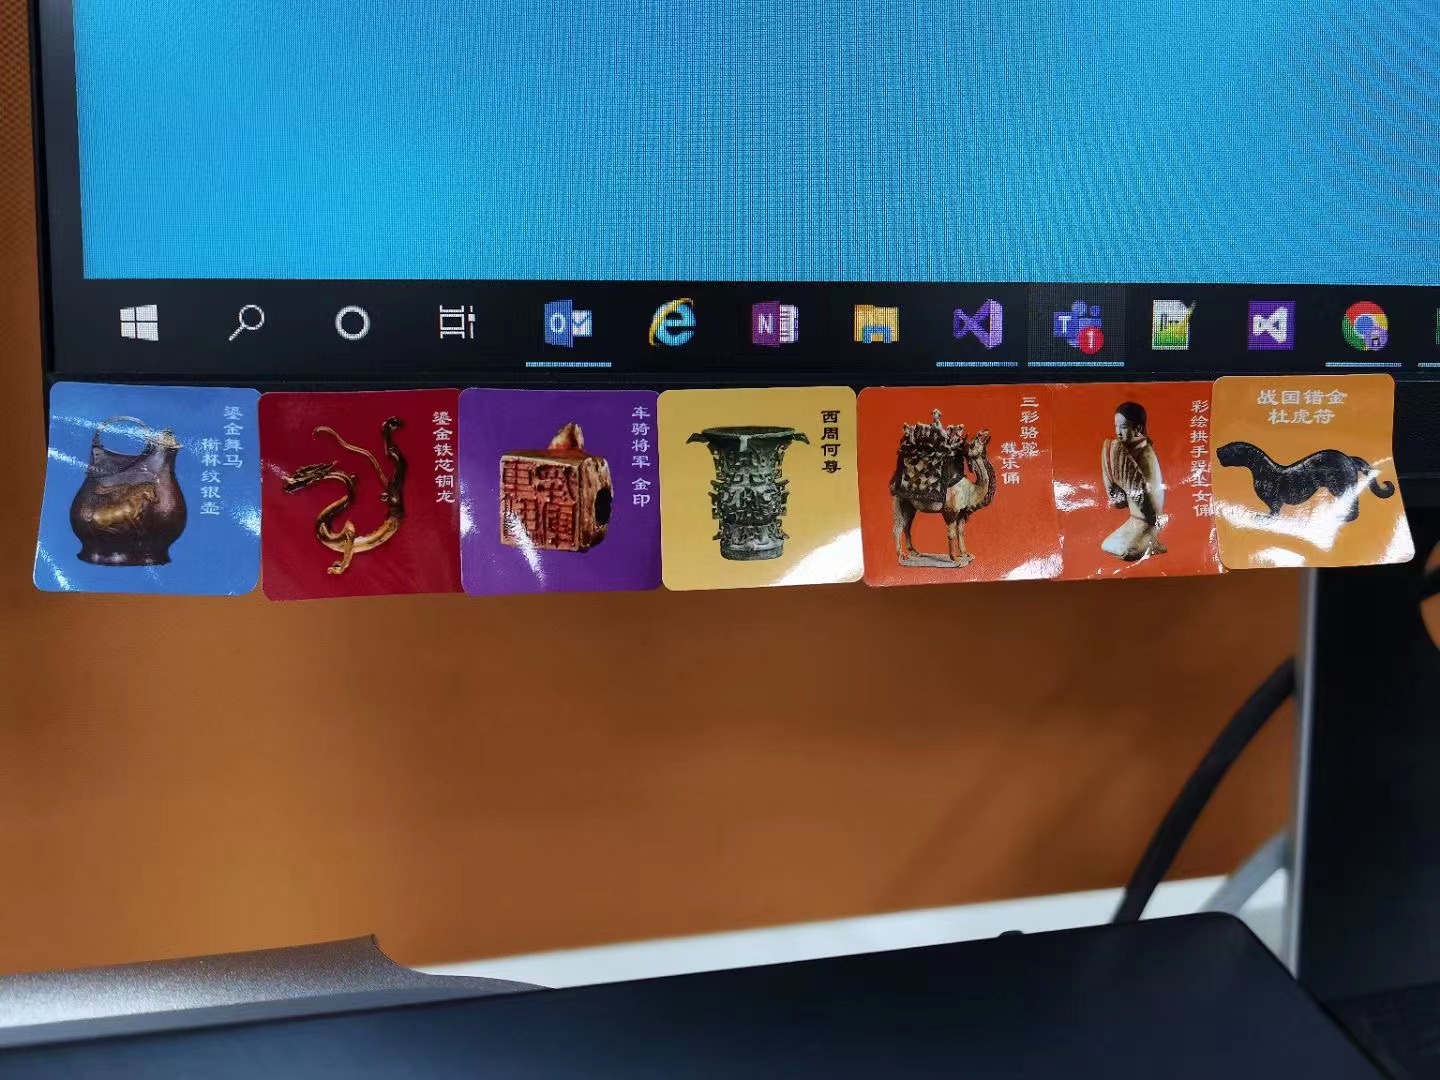 O
N
T
1
鎏金舞马
衔杯纹银壶
鎏金铁芯铜龙
车骑将军 金印
西周何尊
三彩骆驼
载乐俑
彩绘拱手跽坐女俑
战国错金
杜虎符